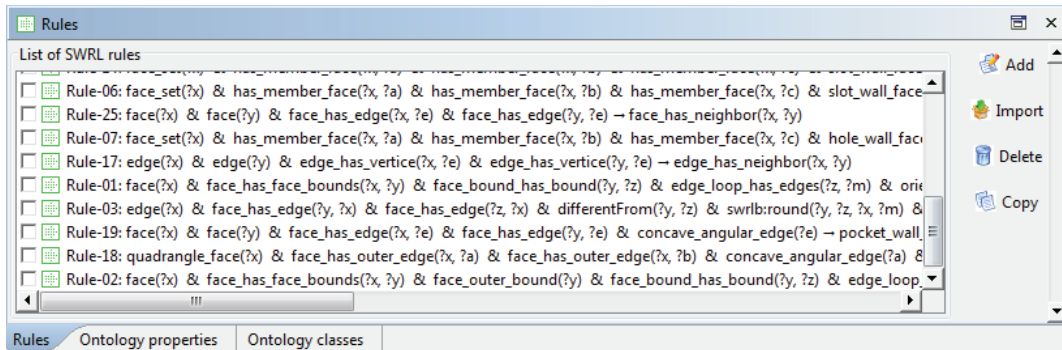 Rules
List of SWRL rules
Rule-06: face_set(?x) & has_member_face(?x, ?a) & has_member_face(?x, ?b) & has_member_face(?x, ?c) & slot_wall_face
Rule-25: face(?x) & face(?y) & face_has_edge(?x, ?e) & face_has_edge(?y, ?e) → face_has_neighbor(?x, ?y)
Rule-07: face_set(?x) & has_member_face(?x, ?a) & has_member_face(?x, ?b) & has_member_face(?x, ?c) & hole_wall_fac
Rule-17: edge(?x) & edge(?y) & edge_has_vertice(?x, ?e) & edge_has_vertice(?y, ?e) → edge_has_neighbor(?x, ?y)
Rule-01: face(?x) & face_has_face_bounds(?x, ?y) & face_bound_has_bound(?y, ?z) & edge_loop_has_edges(?z, ?m) & orie
Rule-03: edge(?x) & face_has_edge(?y, ?x) & face_has_edge(?z, ?x) & differentFrom(?y, ?z) & swrlb:round(?y, ?z, ?x, ?m) &
Rule-19: face(?x) & face(?y) & face_has_edge(?x, ?e) & face_has_edge(?y, ?e) & concave_angular_edge(?e) → pocket_wall_
Rule-18: quadrangle_face(?x) & face_has_outer_edge(?x, ?a) & face_has_outer_edge(?x, ?b) & concave_angular_edge(?a) &
Rule-02: face(?x) & face_has_face_bounds(?x, ?y) & face_outer_bound(?y) & face_bound_has_bound(?y, ?z) & edge_loop_
Add
Import
Delete
Copy
Rules Ontology properties Ontology classes